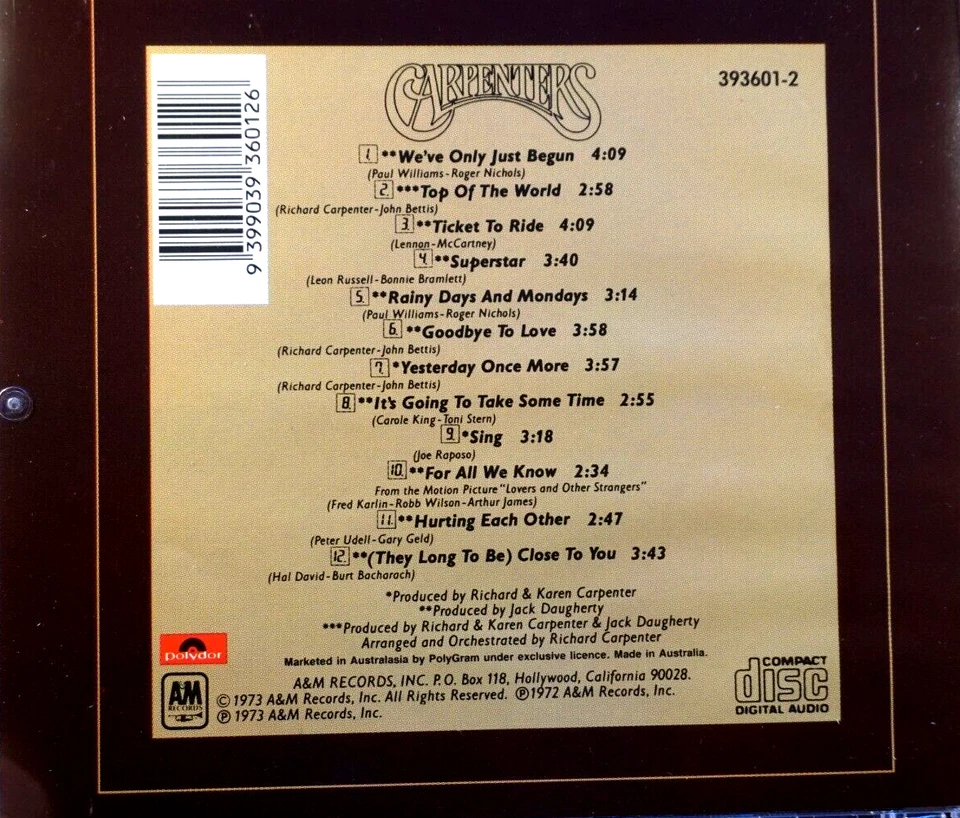 CARPENTERS
393601-2
9 399039 360126
1. **We've Only Just Begun 4:09
(Paul Williams-Roger Nichols)
2. ***Top Of The World 2:58
(Richard Carpenter-John Bettis)
3. **Ticket To Ride 4:09
(Lennon-McCartney)
4. **Superstar 3:40
(Leon Russell-Bonnie Bramlett)
5. **Rainy Days And Mondays 3:14
(Paul Williams-Roger Nichols)
6. **Goodbye To Love 3:58
(Richard Carpenter-John Bettis)
7. *Yesterday Once More 3:57
(Richard Carpenter-John Bettis)
8. **It's Going To Take Some Time 2:55
(Carole King-Toni Stern)
9. *Sing 3:18
(Joe Raposo)
10. **For All We Know 2:34
From the Motion Picture "Lovers and Other Strangers"
(Fred Karlin-Robb Wilson-Arthur James)
11. **Hurting Each Other 2:47
(Peter Udell-Gary Geld)
12. **(They Long To Be) Close To You 3:43
(Hal David-Burt Bacharach)
*Produced by Richard & Karen Carpenter
**Produced by Jack Daugherty
***Produced by Richard & Karen Carpenter & Jack Daugherty
Arranged and Orchestrated by Richard Carpenter
Marketed in Australasia by PolyGram under exclusive licence. Made in Australia.
polydor
A&M RECORDS, INC. P.O. Box 118, Hollywood, California 90028.
©1973 A&M Records, Inc. All Rights Reserved. ℗1972 A&M Records, Inc.
℗1973 A&M Records, Inc.
A&M
RECORDS
COMPACT
disc
DIGITAL AUDIO